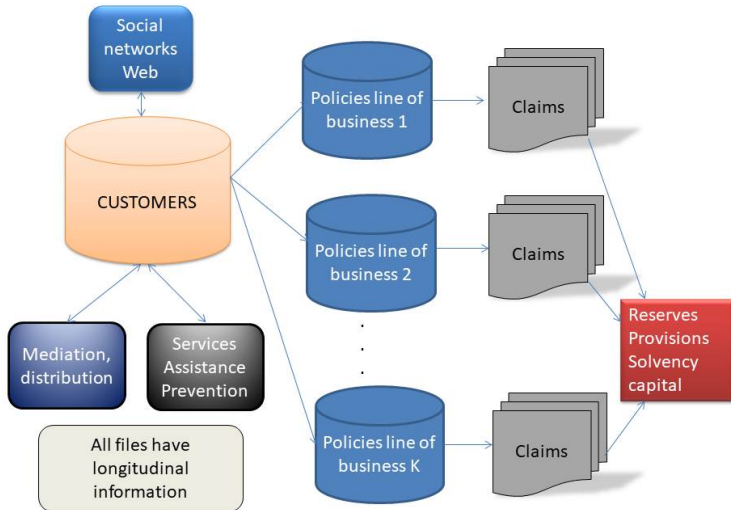 Social
networks
Web
CUSTOMERS
Mediation,
distribution
Services
Assistance
Prevention
All files have
longitudinal
information
Policies line of
business 1
Claims
Policies line of
business 2
Claims
.
.
.
Policies line of
business K
Claims
Reserves
Provisions
Solvency
capital